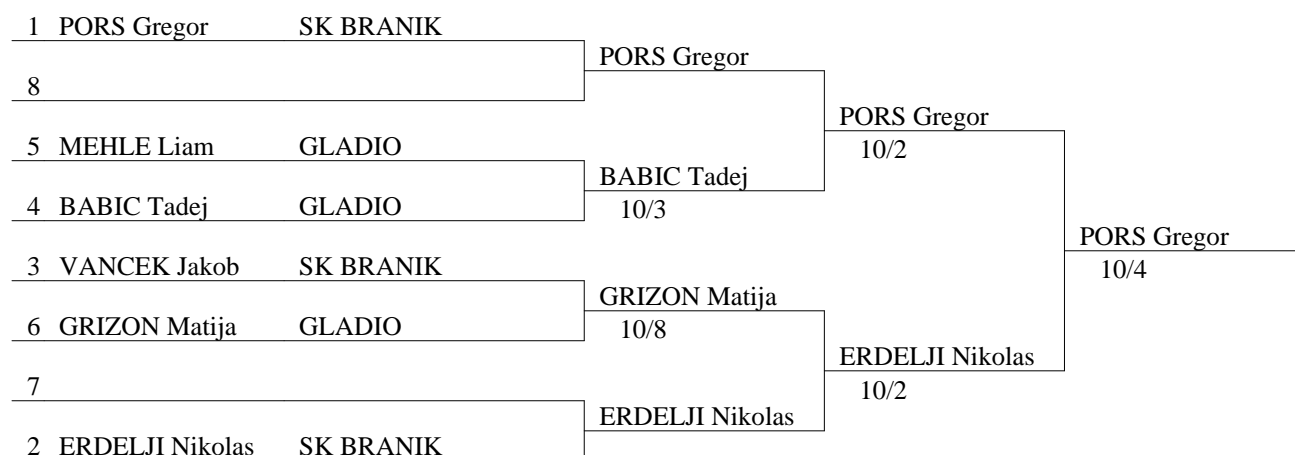 1 PORS Gregor SK BRANIK
PORS Gregor
8
PORS Gregor
5 MEHLE Liam GLADIO
10/2
BABIC Tadej
4 BABIC Tadej GLADIO
10/3
PORS Gregor
3 VANCEK Jakob SK BRANIK
10/4
GRIZON Matija
6 GRIZON Matija GLADIO
10/8
ERDELJI Nikolas
7
10/2
ERDELJI Nikolas
2 ERDELJI Nikolas SK BRANIK